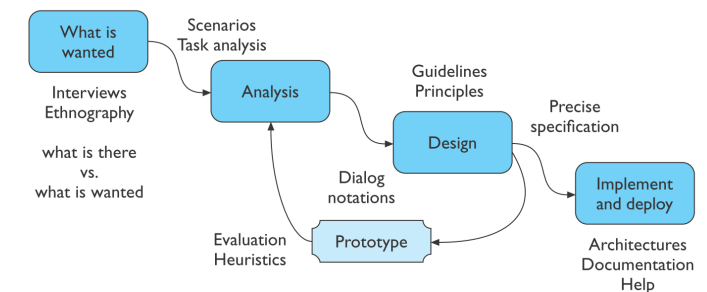 What is
wanted
Scenarios
Task analysis
Interviews
Ethnography
what is there
vs.
what is wanted
Analysis
Guidelines
Principles
Design
Dialog
notations
Precise
specification
Implement
and deploy
Architectures
Documentation
Help
Prototype
Evaluation
Heuristics